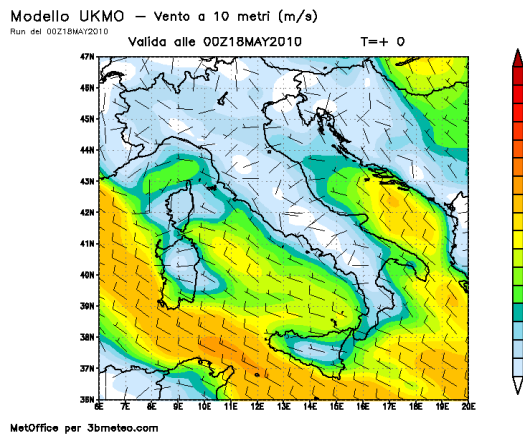 Modello UKMO – Vento a 10 metri (m/s)
Run del 00Z18MAY2010
Valida alle 00Z18MAY2010 T=+ 0
47N
46N
45N
44N
43N
42N
41N
40N
39N
38N
37N
36N
6E 7E 8E 9E 10E 11E 12E 13E 14E 15E 16E 17E 18E 19E 20E
MetOffice per 3bmeteo.com